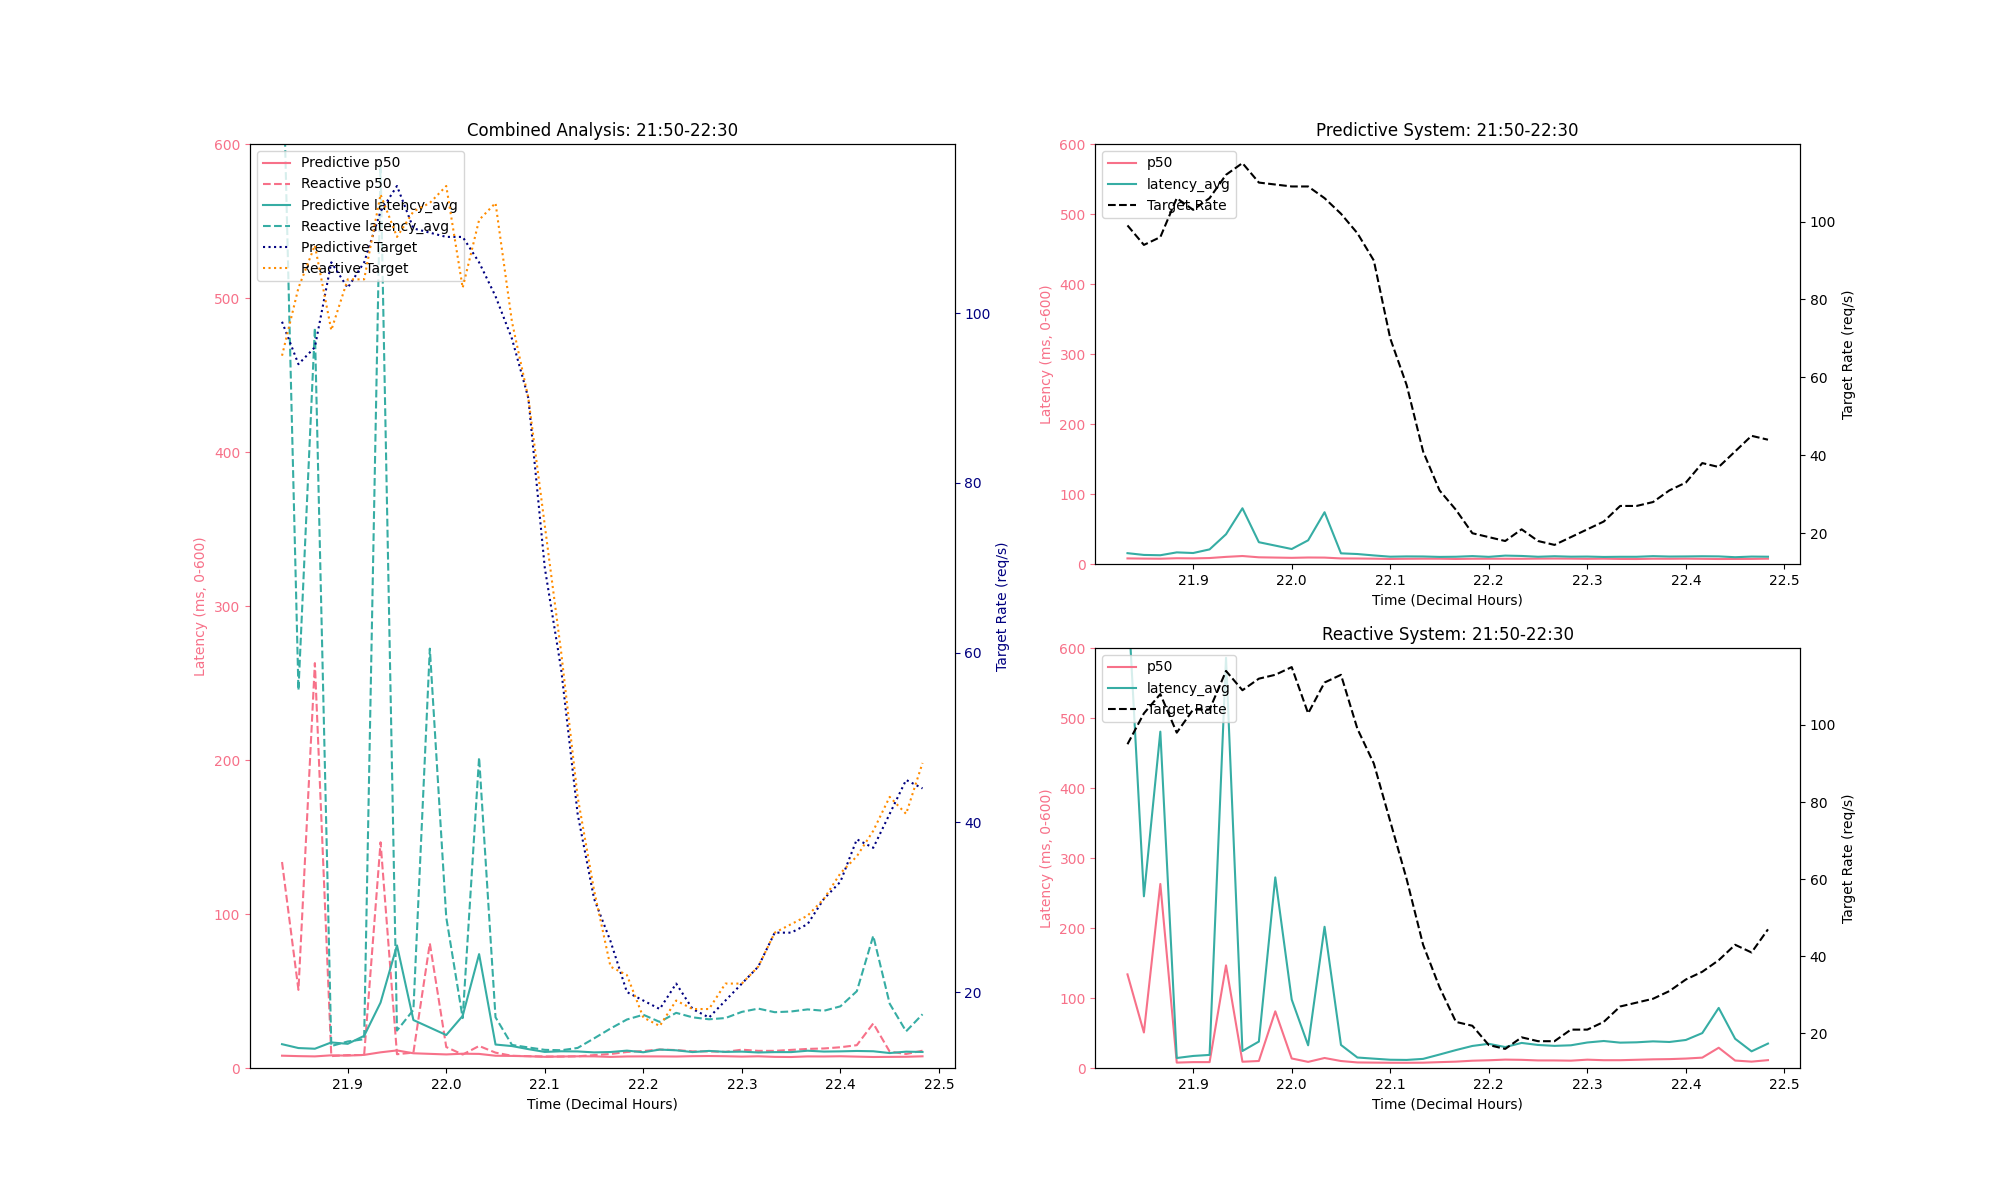 Combined Analysis: 21:50-22:30
600
500
400
300
200
100
0
Latency (ms, 0-600)
Predictive p50
Reactive p50
Predictive latency_avg
Reactive latency_avg
Predictive Target
Reactive Target
100
80
60
40
20
Target Rate (req/s)
21.9 22.0 22.1 22.2 22.3 22.4 22.5
Time (Decimal Hours)
Predictive System: 21:50-22:30
600
500
400
300
200
100
0
Latency (ms, 0-600)
p50
latency_avg
Target Rate
100
80
60
40
20
Target Rate (req/s)
21.9 22.0 22.1 22.2 22.3 22.4 22.5
Time (Decimal Hours)
Reactive System: 21:50-22:30
600
500
400
300
200
100
0
Latency (ms, 0-600)
p50
latency_avg
Target Rate
100
80
60
40
20
Target Rate (req/s)
21.9 22.0 22.1 22.2 22.3 22.4 22.5
Time (Decimal Hours)